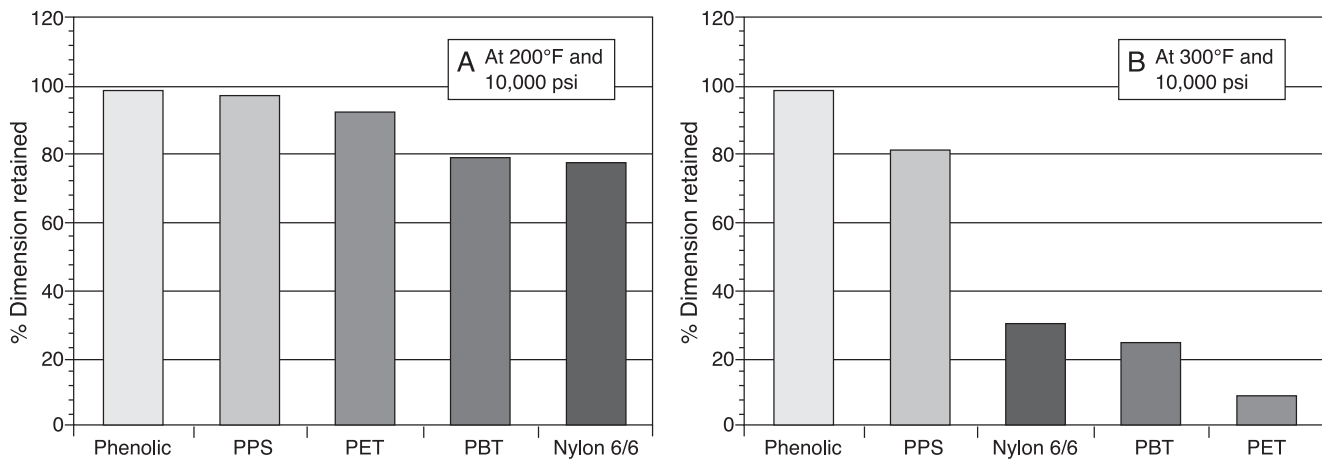 % Dimension retained
120
100
80
60
40
20
0
A At 200°F and
10,000 psi
Phenolic
PPS
PET
PBT
Nylon 6/6
% Dimension retained
120
100
80
60
40
20
0
B At 300°F and
10,000 psi
Phenolic
PPS
Nylon 6/6
PBT
PET